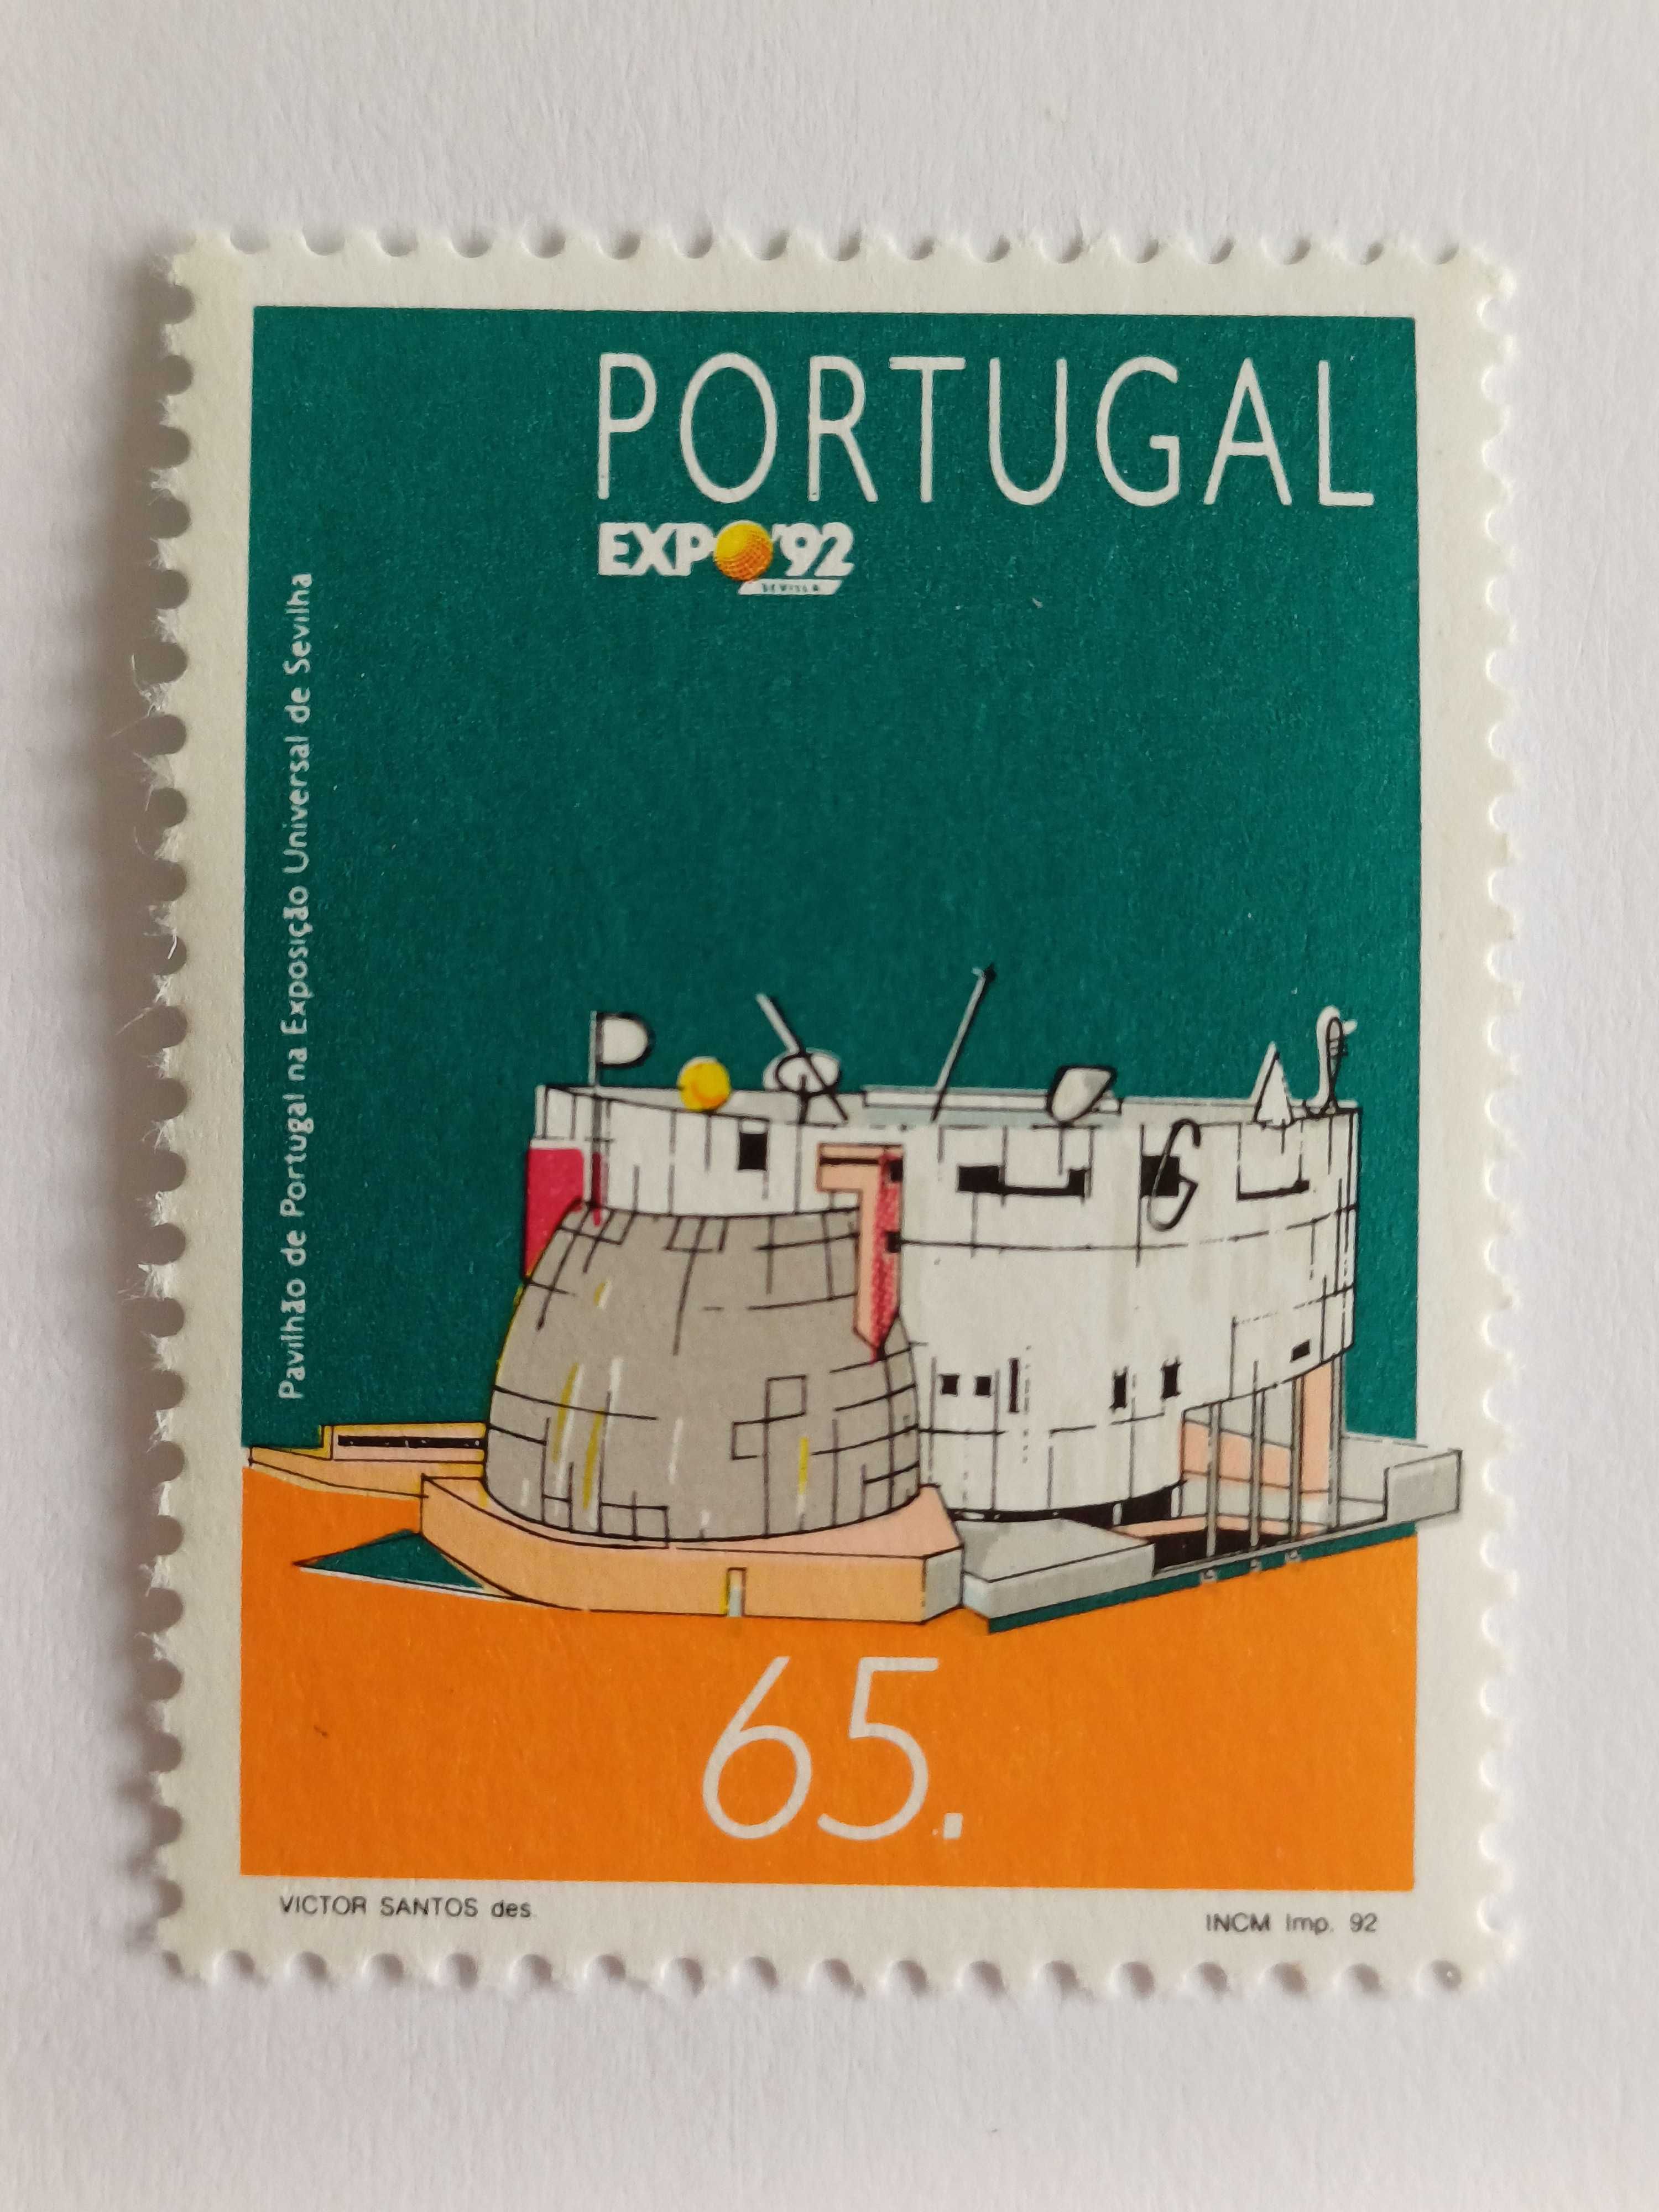 PORTUGAL
EXPO'92
SEVILLA
Pavilhão de Portugal na Exposição Universal de Sevilha
65.
VICTOR SANTOS des.
INCM Imp. 92